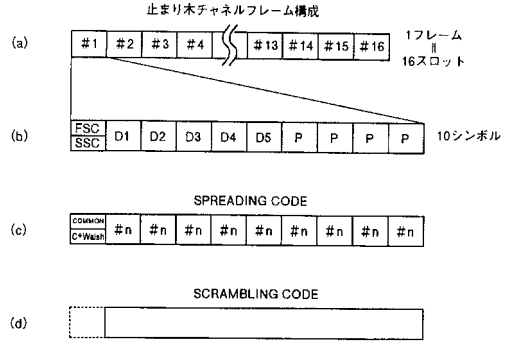 止まり木チャネルフレーム構成
(a) #1 #2 #3 #4 #13 #14 #15 #16 1フレーム
||
16スロット
(b) FSC SSC D1 D2 D3 D4 D5 P P P P 10シンボル
SPREADING CODE
(c) COMMON C+Walsh #n #n #n #n #n #n #n #n #n
SCRAMBLING CODE
(d)